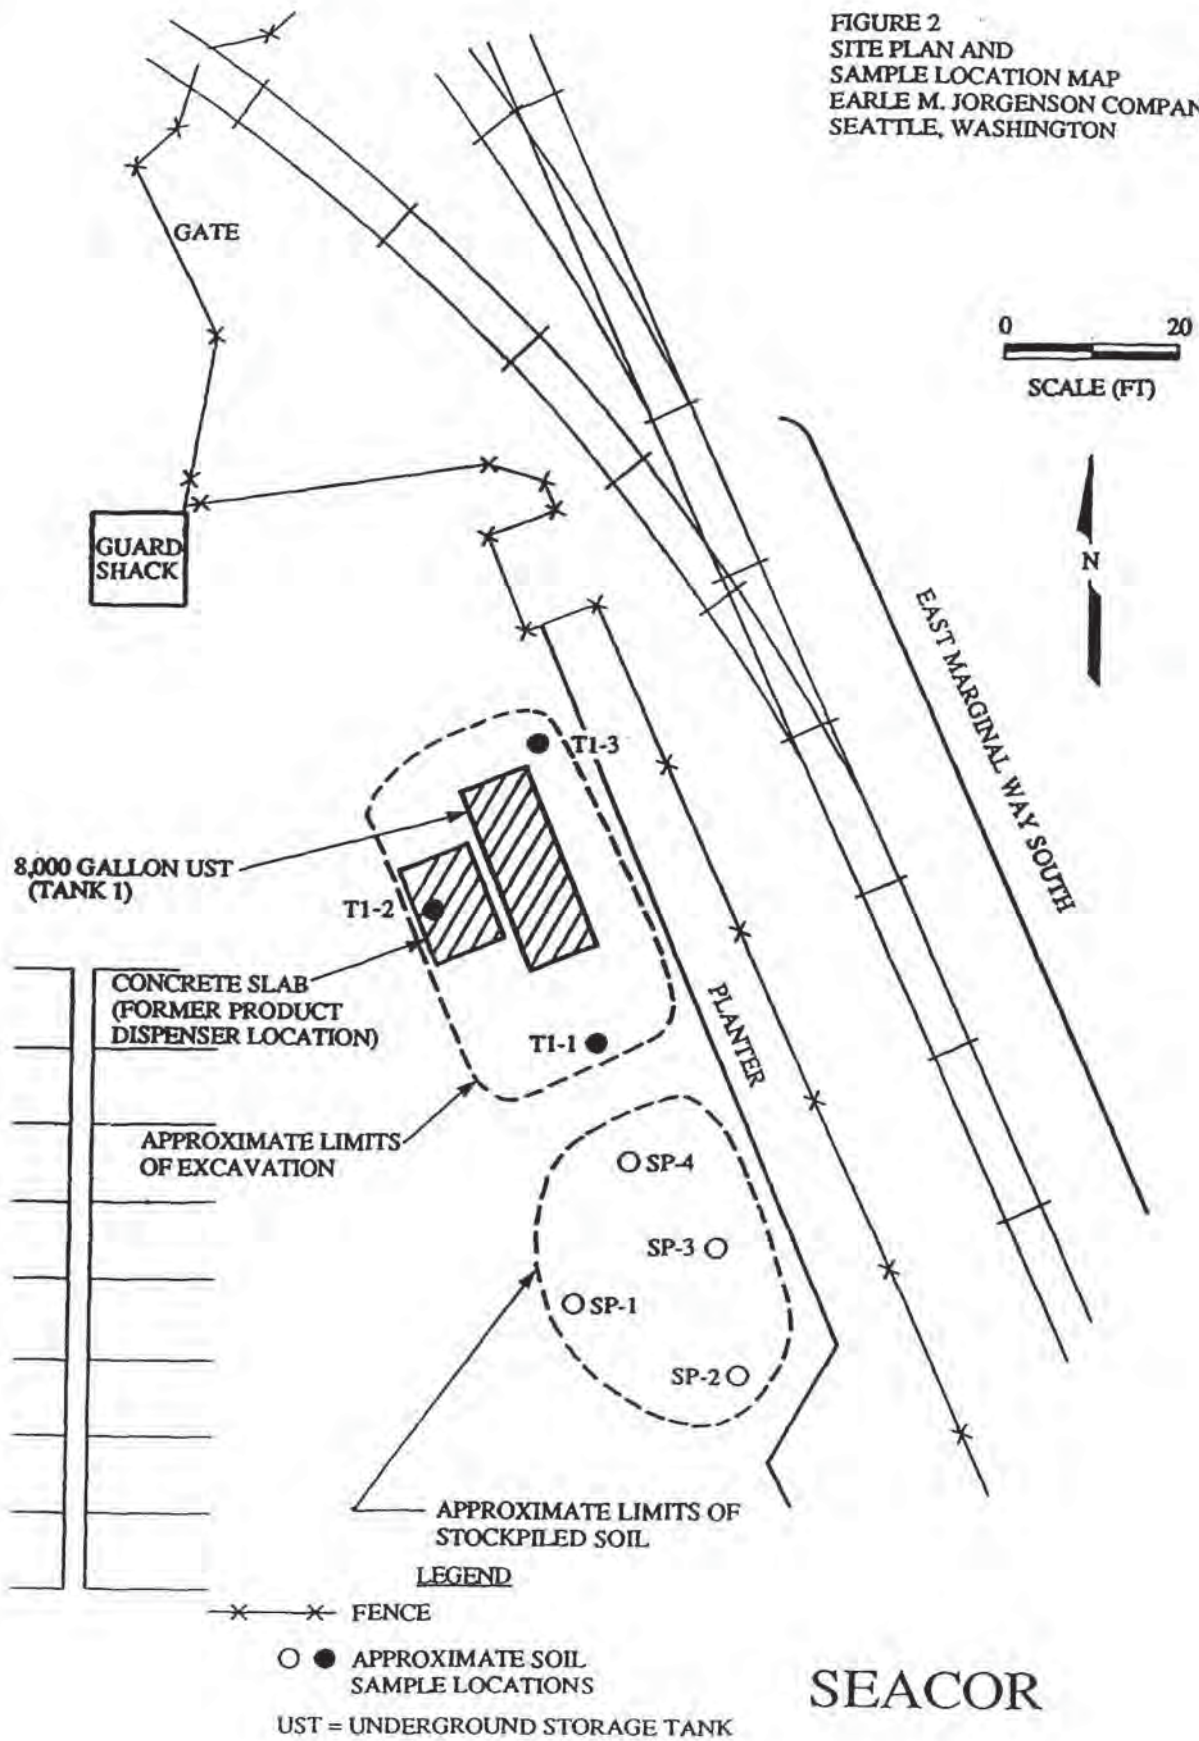 FIGURE 2
SITE PLAN AND
SAMPLE LOCATION MAP
EARLE M. JORGENSON COMPAN
SEATTLE, WASHINGTON
GATE
0 20
SCALE (FT)
GUARD
SHACK
N
EAST MARGINAL WAY SOUTH
T1-3
8,000 GALLON UST
(TANK 1)
T1-2
CONCRETE SLAB
(FORMER PRODUCT
DISPENSER LOCATION)
PLANTER
T1-1
APPROXIMATE LIMITS
OF EXCAVATION
SP-4
SP-3
SP-1
SP-2
APPROXIMATE LIMITS OF
STOCKPILED SOIL
LEGEND
FENCE
APPROXIMATE SOIL
SAMPLE LOCATIONS
UST = UNDERGROUND STORAGE TANK
SEACOR